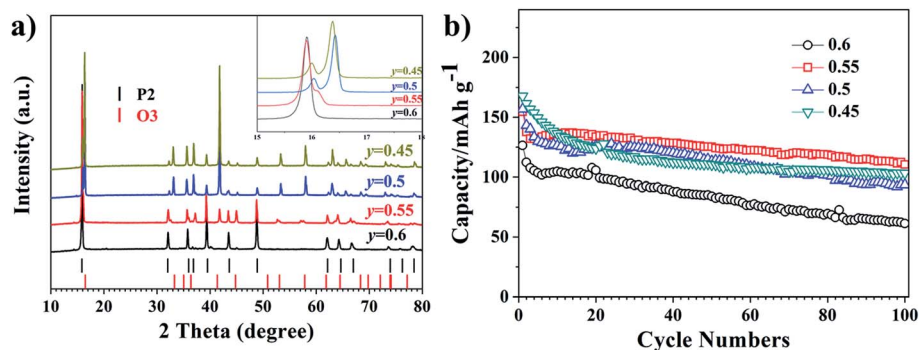 a)
Intensity (a.u.)
P2
O3
y=0.45
y=0.5
y=0.55
y=0.6
15 16 17 18
y=0.45
y=0.5
y=0.55
y=0.6
10 20 30 40 50 60 70 80
2 Theta (degree)
b)
Capacity/mAh g⁻¹
200
150
100
50
0
0.6
0.55
0.5
0.45
0 20 40 60 80 100
Cycle Numbers